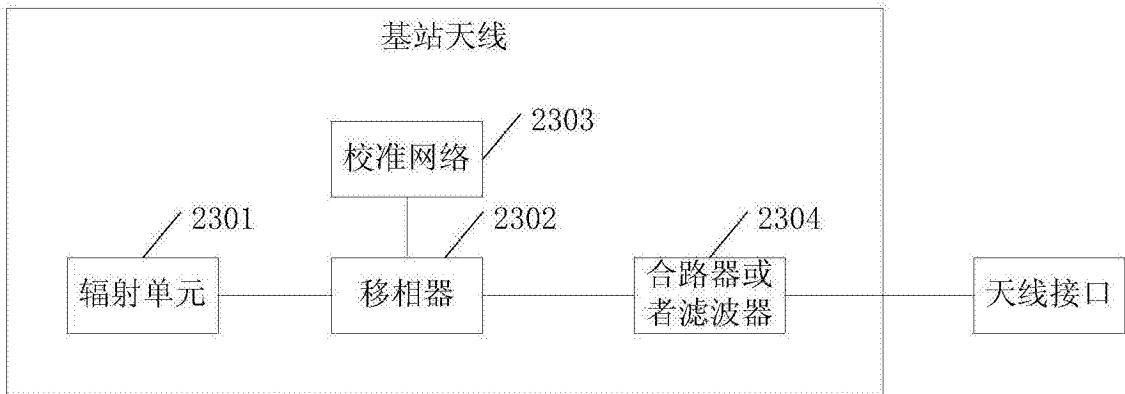 基站天线
2303
校准网络
2301
2302
2304
辐射单元
移相器
合路器或
者滤波器
天线接口